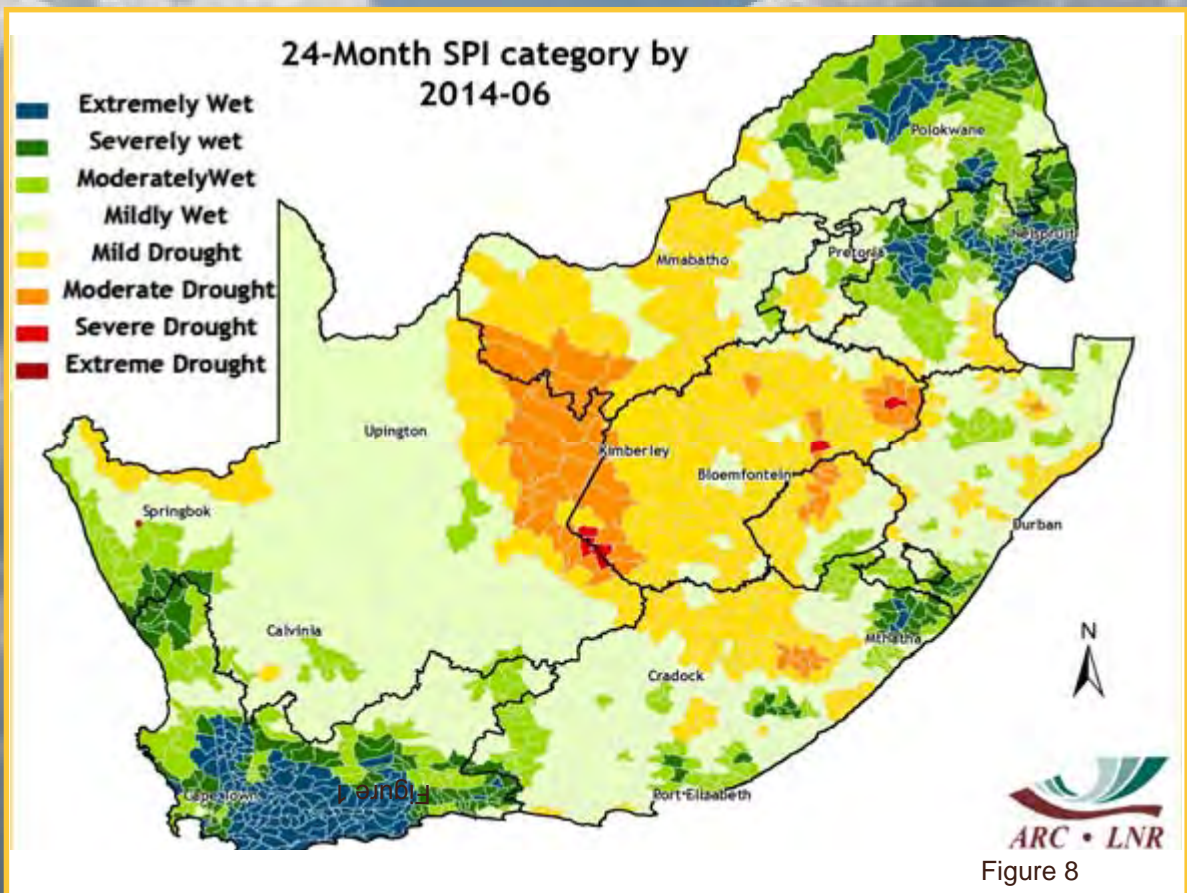 24-Month SPI category by
2014-06
Extremely Wet
Severely wet
ModeratelyWet
Mildly Wet
Mild Drought
Moderate Drought
Severe Drought
Extreme Drought
Polokwane
Nelspruit
Pretoria
Mmabatho
Upington
Kimberley
Bloemfontein
Springbok
Durban
Calvinia
Mthatha
N
Cradock
Cape Town
Figure 1
Port Elizabeth
ARC • LNR
Figure 8